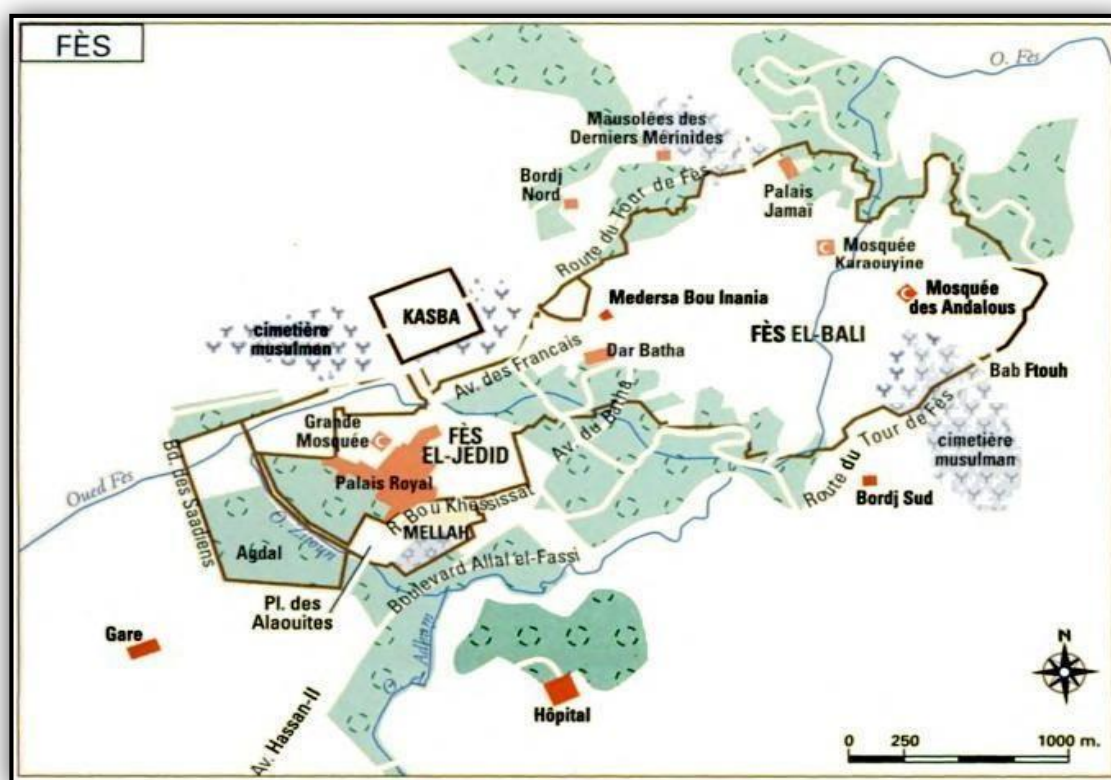 FÈS
O. Fès
Mausolées des
Derniers Mérinides
Bordj
Nord
Route du Tour de Fès
Palais
Jamaï
Mosquée
Karaouyine
Mosquée
des Andalous
KASBA
Medersa Bou Inania
cimetière
musulman
FÈS EL-BALI
Av. des Francais
Dar Batha
Bab Ftouh
Grande
Mosquée
FÈS
EL-JEDID
Av. du Batha
Route du Tour de Fès
cimetière
musulman
Bd. des Saadiens
Oued Fès
Palais Royal
R. Bou Khessissat
Bordj Sud
MELLAH
O. Zouahr
Agdal
Boulevard Allal el-Fassi
Pl. des
Alaouites
Gare
O. Adham
Av. Hassan-II
Hôpital
N
0 250 1000 m.